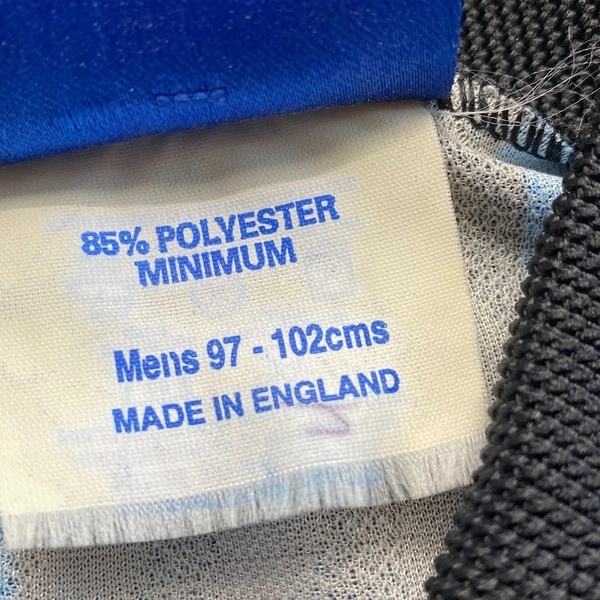 85% POLYESTER
MINIMUM
Mens 97 - 102cms
MADE IN ENGLAND